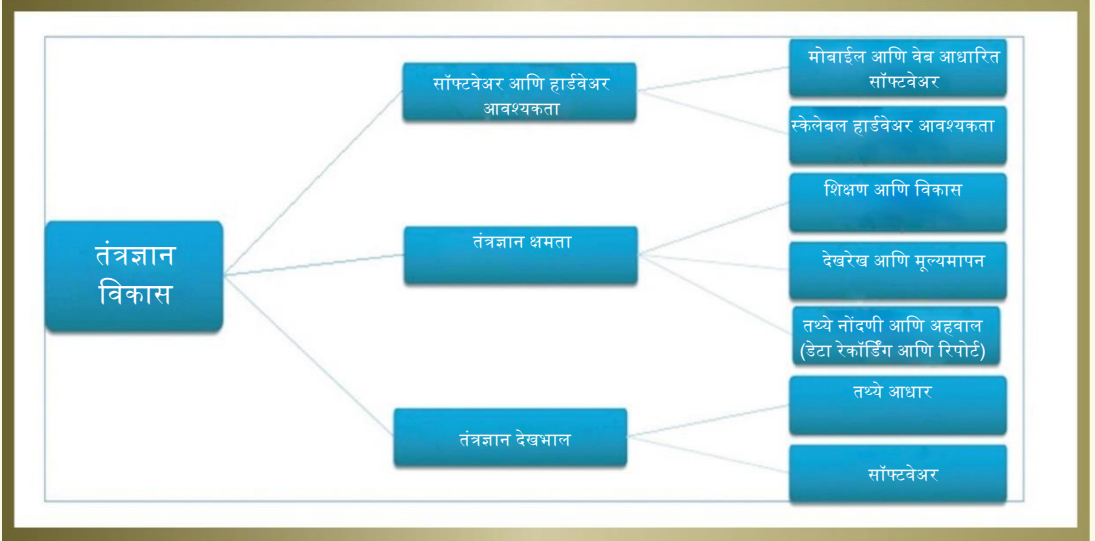 तंत्रज्ञान
विकास
सॉफ्टवेअर आणि हार्डवेअर
आवश्यकता
मोबाईल आणि वेब आधारित
सॉफ्टवेअर
स्केलेबल हार्डवेअर आवश्यकता
तंत्रज्ञान क्षमता
शिक्षण आणि विकास
देखरेख आणि मूल्यमापन
तथ्ये नोंदणी आणि अहवाल
(डेटा रेकॉर्डिंग आणि रिपोर्ट)
तंत्रज्ञान देखभाल
तथ्ये आधार
सॉफ्टवेअर